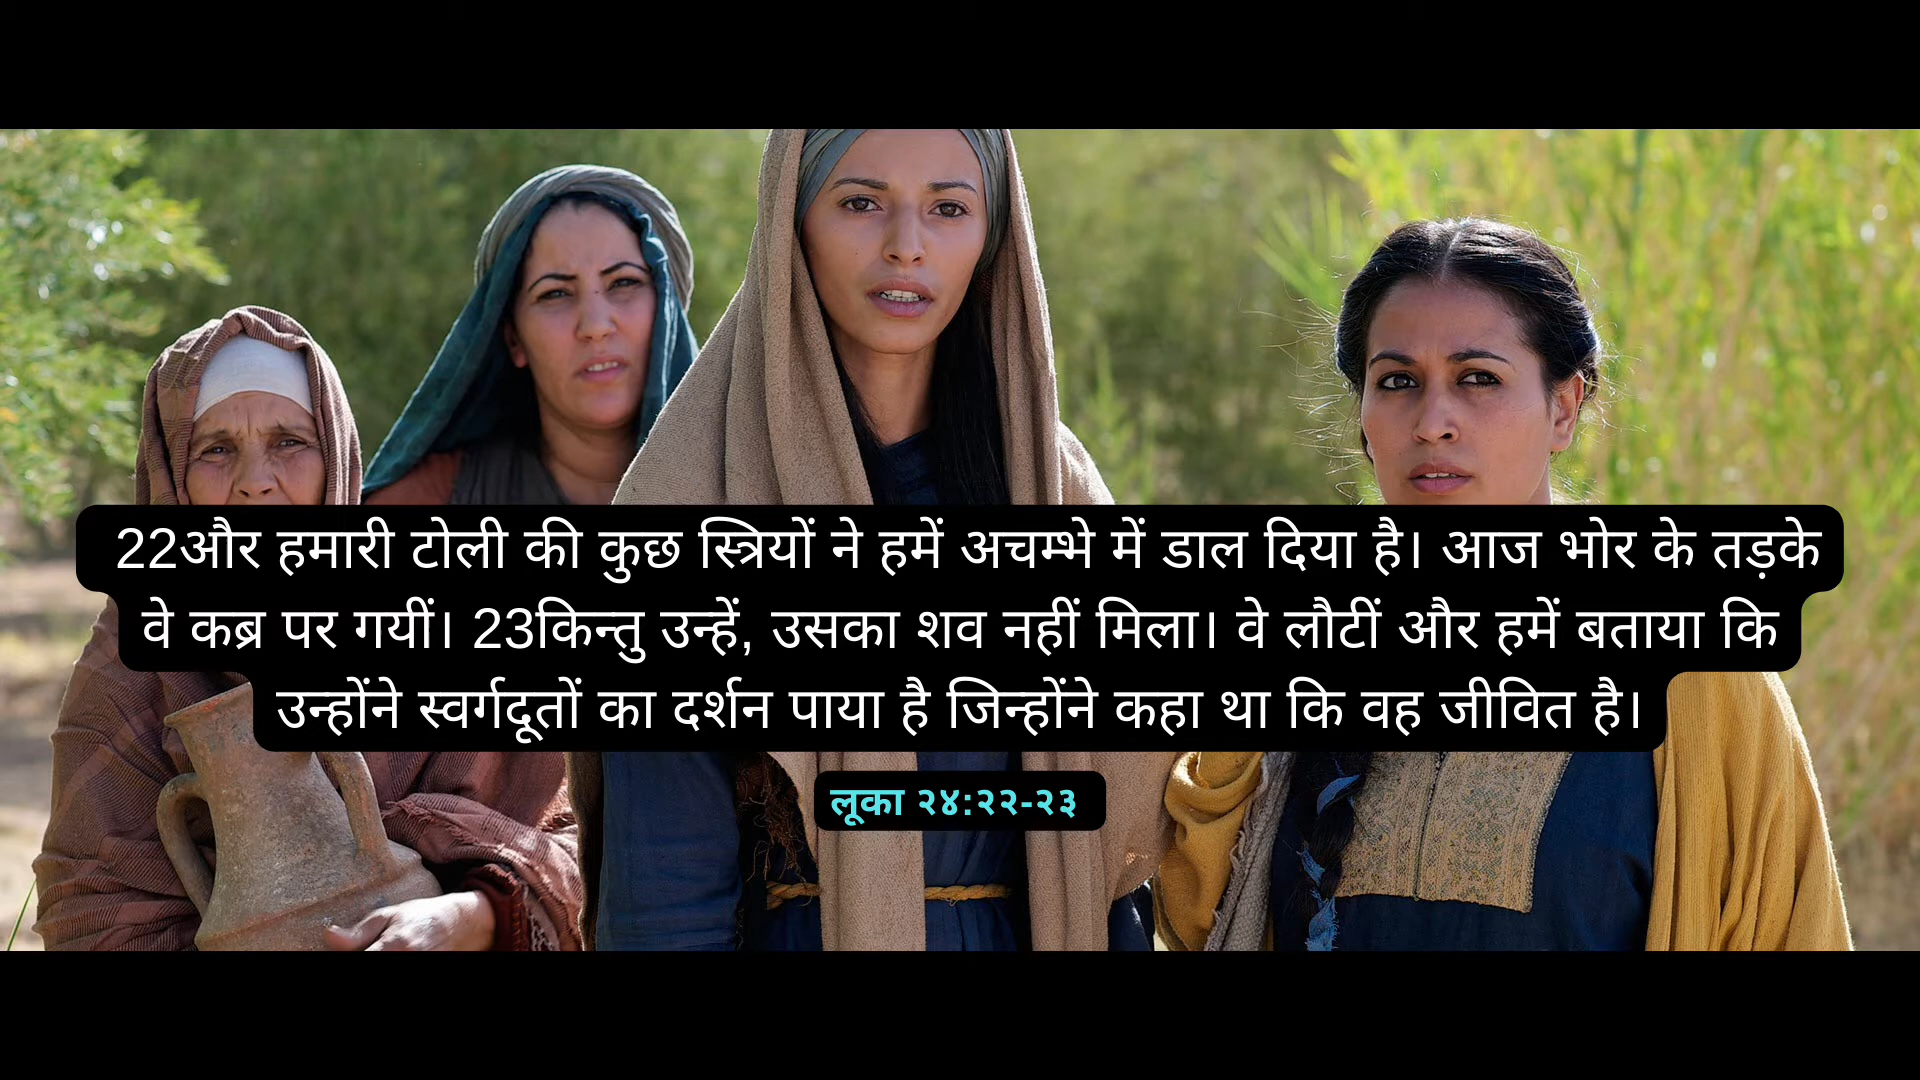 22और हमारी टोली की कुछ स्त्रियों ने हमें अचम्भे में डाल दिया है। आज भोर के तड़के
वे कब्र पर गयीं। 23किन्तु उन्हें, उसका शव नहीं मिला। वे लौटीं और हमें बताया कि
उन्होंने स्वर्गदूतों का दर्शन पाया है जिन्होंने कहा था कि वह जीवित है।
लूका २४:२२-२३